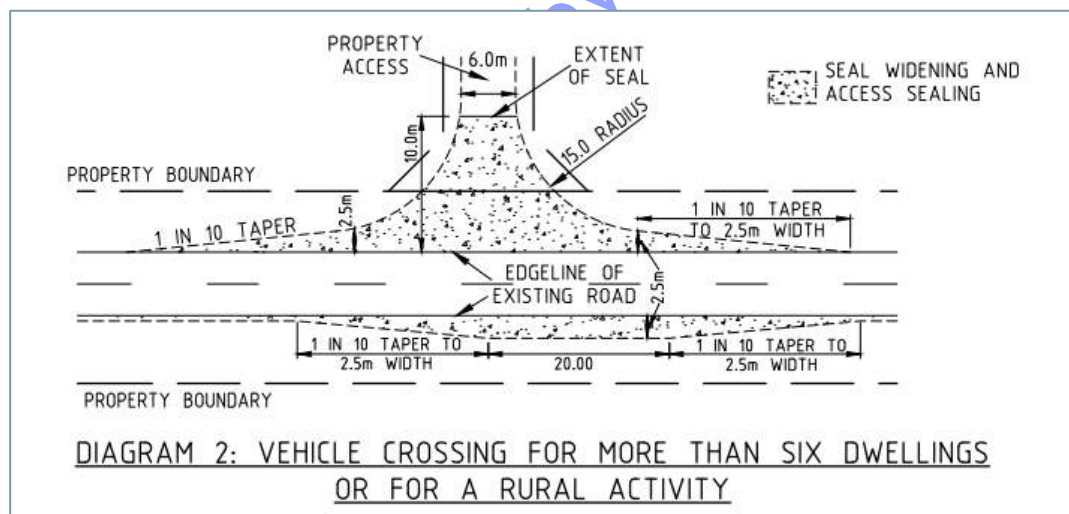 PROPERTY
ACCESS
6.0m
EXTENT
OF SEAL
SEAL WIDENING AND
ACCESS SEALING
10.0m
15.0 RADIUS
PROPERTY BOUNDARY
1 IN 10 TAPER
2.5m
1 IN 10 TAPER
TO 2.5m WIDTH
EDGELINE OF
EXISTING ROAD
2.5m
1 IN 10 TAPER TO
2.5m WIDTH
20.00
1 IN 10 TAPER TO
2.5m WIDTH
PROPERTY BOUNDARY
DIAGRAM 2: VEHICLE CROSSING FOR MORE THAN SIX DWELLINGS
OR FOR A RURAL ACTIVITY